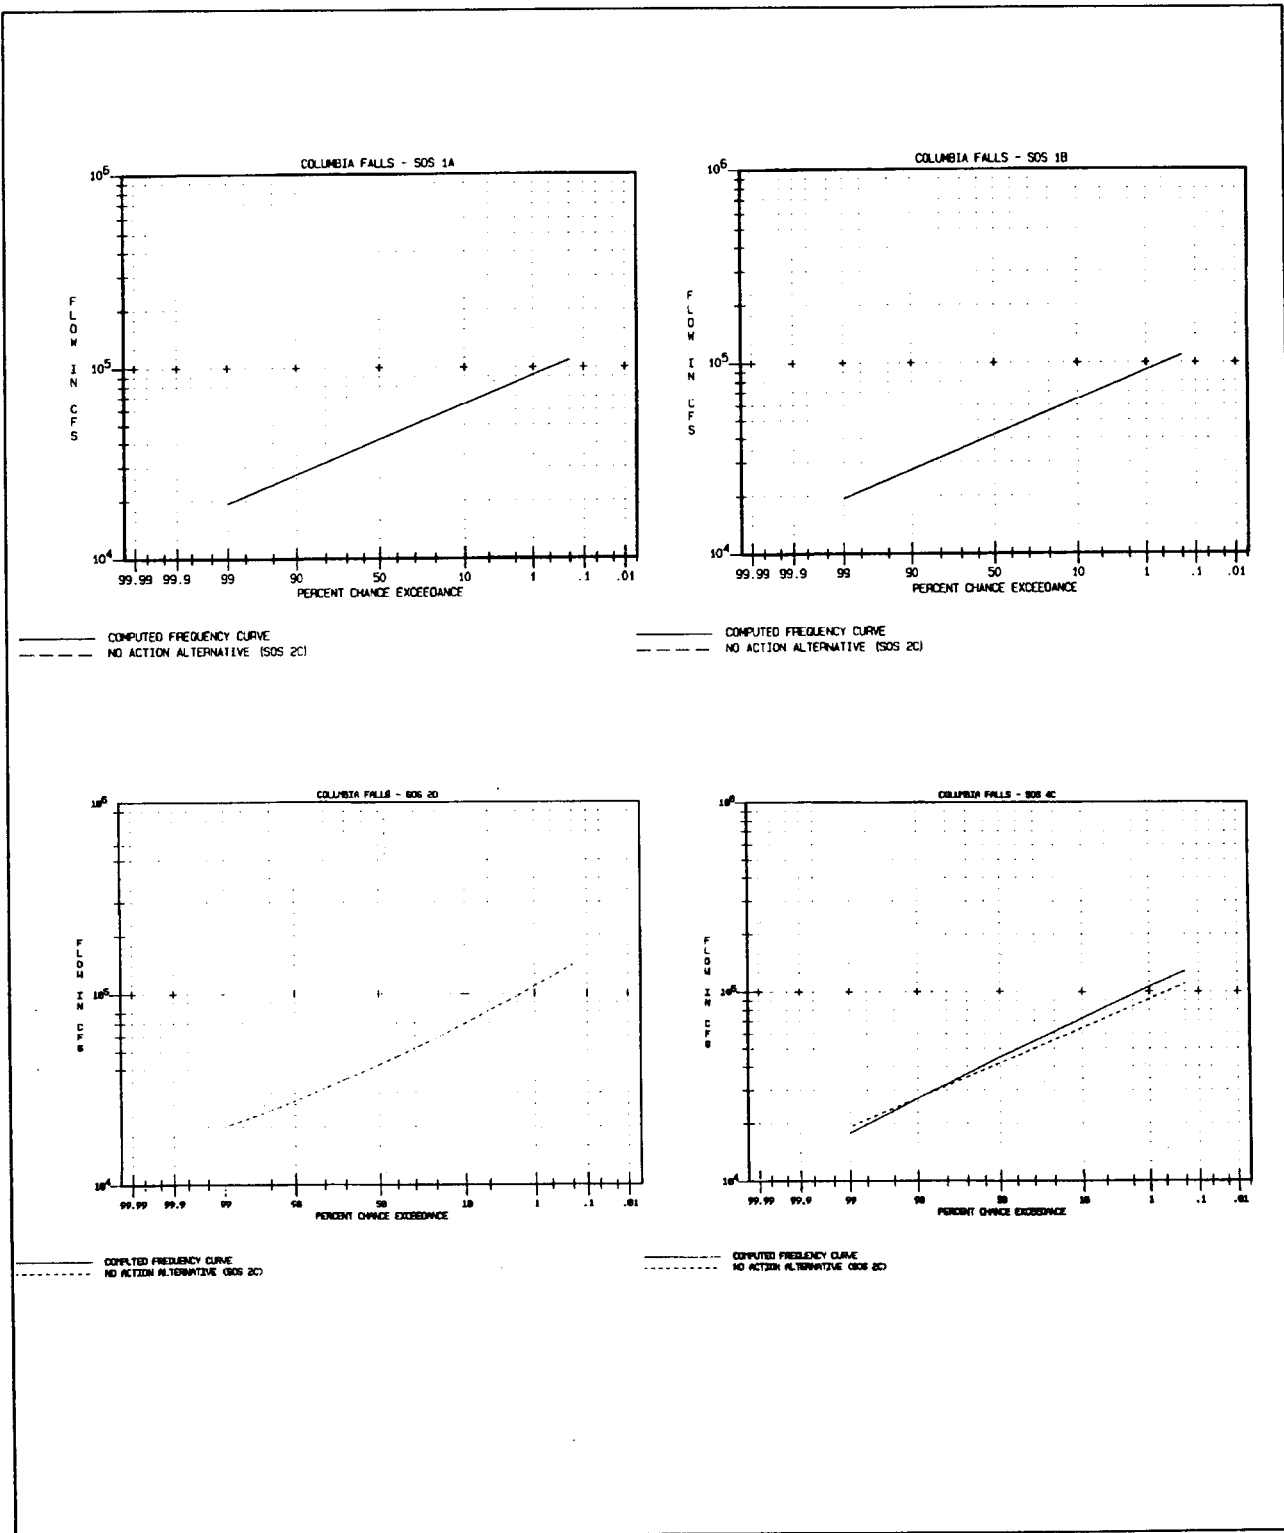 COLUMBIA FALLS - SOS 1A
10⁶
10⁵
10⁴
FLOW IN CFS
99.99 99.9 99 90 50 10 1 .1 .01
PERCENT CHANCE EXCEEDANCE
COMPUTED FREQUENCY CURVE
NO ACTION ALTERNATIVE (SOS 2C)
COLUMBIA FALLS - SOS 1B
10⁶
10⁵
10⁴
FLOW IN CFS
99.99 99.9 99 90 50 10 1 .1 .01
PERCENT CHANCE EXCEEDANCE
COMPUTED FREQUENCY CURVE
NO ACTION ALTERNATIVE (SOS 2C)
COLUMBIA FALLS - SOS 2D
10⁶
10⁵
10⁴
FLOW IN CFS
99.99 99.9 99 90 50 10 1 .1 .01
PERCENT CHANCE EXCEEDANCE
COMPUTED FREQUENCY CURVE
NO ACTION ALTERNATIVE (SOS 2C)
COLUMBIA FALLS - SOS 4C
10⁶
10⁵
10⁴
FLOW IN CFS
99.99 99.9 99 90 50 10 1 .1 .01
PERCENT CHANCE EXCEEDANCE
COMPUTED FREQUENCY CURVE
NO ACTION ALTERNATIVE (SOS 2C)